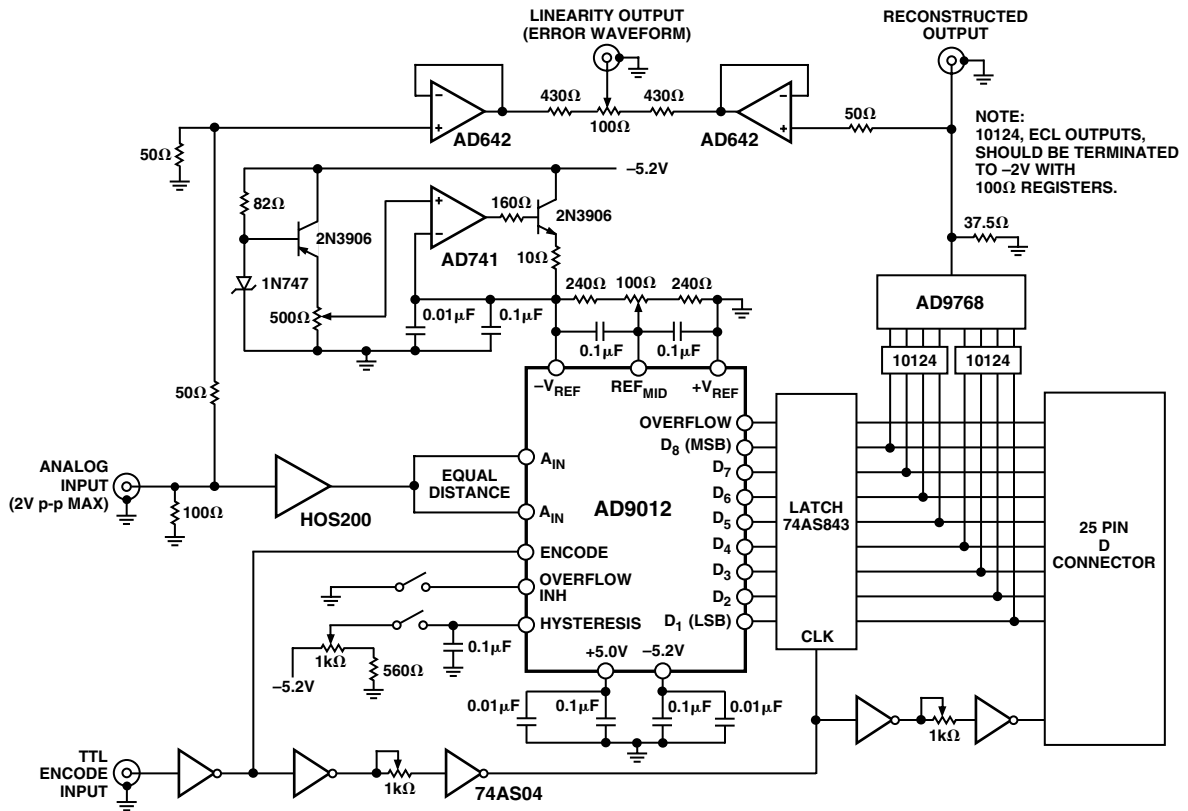 LINEARITY OUTPUT
(ERROR WAVEFORM)
RECONSTRUCTED
OUTPUT
430Ω
430Ω
100Ω
AD642
AD642
50Ω
NOTE:
10124, ECL OUTPUTS,
SHOULD BE TERMINATED
TO –2V WITH
100Ω REGISTERS.
50Ω
–5.2V
82Ω
2N3906
160Ω
2N3906
AD741
10Ω
37.5Ω
1N747
500Ω
0.01μF
0.1μF
240Ω
100Ω
240Ω
0.1μF
0.1μF
AD9768
10124
10124
50Ω
–VREF
REFMID
+VREF
OVERFLOW
D8 (MSB)
D7
D6
D5
D4
D3
D2
D1 (LSB)
ANALOG
INPUT
(2V p-p MAX)
100Ω
HOS200
EQUAL
DISTANCE
AIN
AIN
AD9012
ENCODE
OVERFLOW
INH
HYSTERESIS
LATCH
74AS843
CLK
25 PIN
D
CONNECTOR
1kΩ
–5.2V
560Ω
0.1μF
+5.0V
–5.2V
0.01μF
0.1μF
0.1μF
0.01μF
1kΩ
TTL
ENCODE
INPUT
1kΩ
74AS04